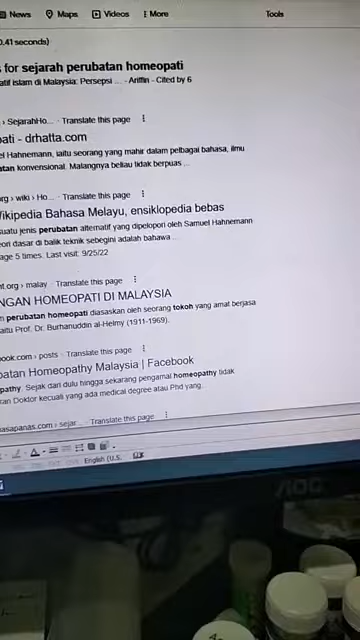 News Maps Videos More Tools
0.41 seconds)
for sejarah perubatan homeopati
atif islam di Malaysia: Persepsi ... - Ariffin - Cited by 6
› SejarahHo... - Translate this page
pati - drhatta.com
el Hahnemann, iaitu seorang yang mahir dalam pelbagai bahasa, ilmu
atan konvensional. Malangnya beliau tidak berpuas ...
org › wiki › Ho... - Translate this page
Wikipedia Bahasa Melayu, ensiklopedia bebas
suatu jenis perubatan alternatif yang dipelopori oleh Samuel Hahnemann
eori dasar di balik teknik sebegini adalah bahawa ...
age 5 times. Last visit: 9/25/22
nt.org › malay - Translate this page
NGAN HOMEOPATI DI MALAYSIA
n perubatan homeopati diasaskan oleh seorang tokoh yang amat berjasa
aitu Prof. Dr. Burhanuddin al-Helmy (1911-1969).
book.com › posts - Translate this page
batan Homeopathy Malaysia | Facebook
pathy. Sejak dari dulu hingga sekarang pengamal homeopathy tidak
ran Doktor kecuali yang ada medical degree atau Phd yang.
asapanas.com › sejar... - Translate this page
English (U.S.
AOC